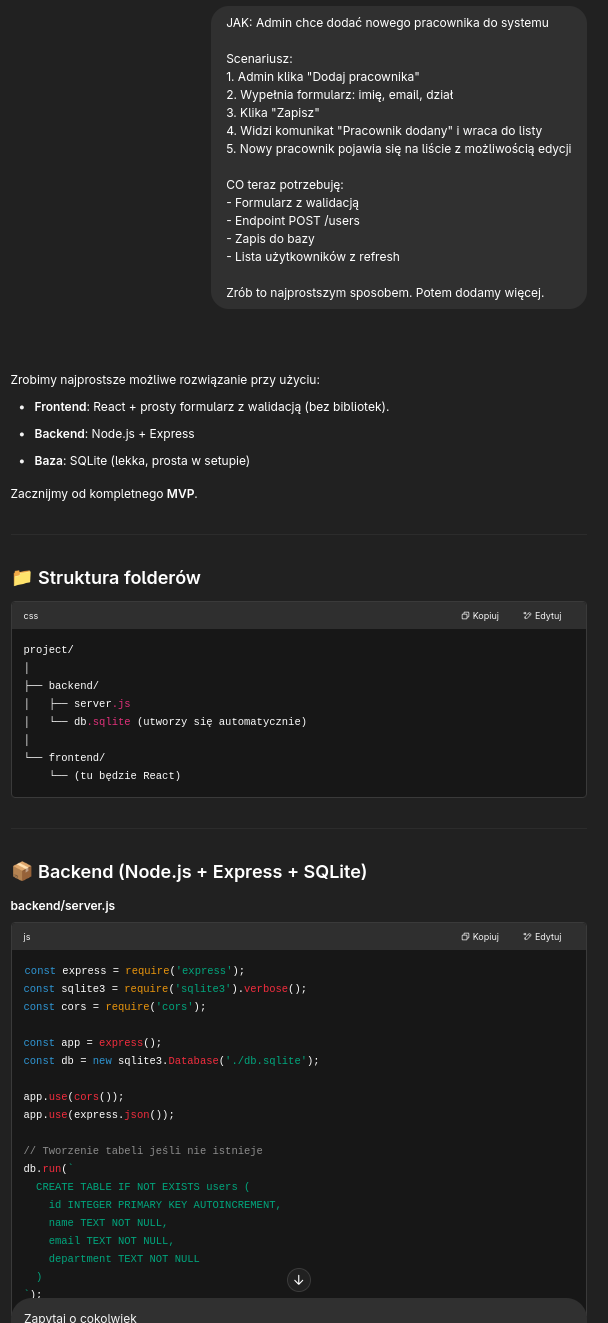 JAK: Admin chce dodać nowego pracownika do systemu
Scenariusz:
1. Admin klika "Dodaj pracownika"
2. Wypełnia formularz: imię, email, dział
3. Klika "Zapisz"
4. Widzi komunikat "Pracownik dodany" i wraca do listy
5. Nowy pracownik pojawia się na liście z możliwością edycji
CO teraz potrzebuję:
- Formularz z walidacją
- Endpoint POST /users
- Zapis do bazy
- Lista użytkowników z refresh
Zrób to najprostszym sposobem. Potem dodamy więcej.
Zrobimy najprostsze możliwe rozwiązanie przy użyciu:
• Frontend: React + prosty formularz z walidacją (bez bibliotek).
• Backend: Node.js + Express
• Baza: SQLite (lekka, prosta w setupie)
Zacznijmy od kompletnego MVP.
📁 Struktura folderów
css Kopiuj Edytuj
project/
│
├── backend/
│   ├── server.js
│   └── db.sqlite (utworzy się automatycznie)
│
└── frontend/
    └── (tu będzie React)
📦 Backend (Node.js + Express + SQLite)
backend/server.js
js Kopiuj Edytuj
const express = require('express');
const sqlite3 = require('sqlite3').verbose();
const cors = require('cors');
const app = express();
const db = new sqlite3.Database('./db.sqlite');
app.use(cors());
app.use(express.json());
// Tworzenie tabeli jeśli nie istnieje
db.run(`
  CREATE TABLE IF NOT EXISTS users (
    id INTEGER PRIMARY KEY AUTOINCREMENT,
    name TEXT NOT NULL,
    email TEXT NOT NULL,
    department TEXT NOT NULL
  )
`);
Zapytaj o cokolwiek